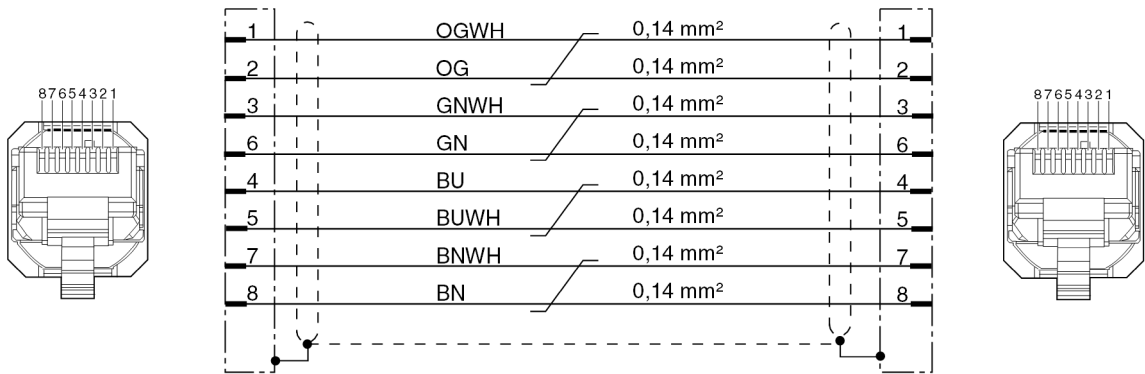 1 OGWH 0,14 mm² 1
2 OG 0,14 mm² 2
87654321
3 GNWH 0,14 mm² 3
87654321
6 GN 0,14 mm² 6
4 BU 0,14 mm² 4
5 BUWH 0,14 mm² 5
7 BNWH 0,14 mm² 7
8 BN 0,14 mm² 8